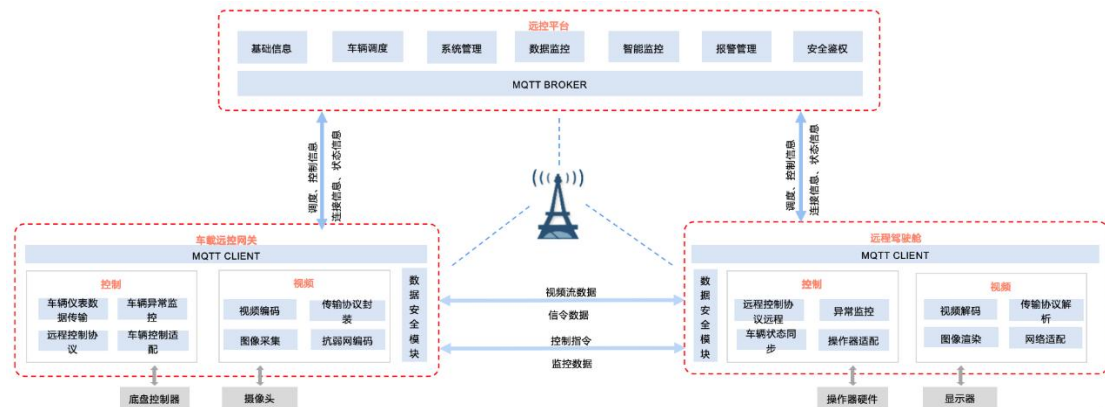 远控平台
基础信息
车辆调度
系统管理
数据监控
智能监控
报警管理
安全鉴权
MQTT BROKER
调度、控制信息
连接信息、状态信息
调度、控制信息
连接信息、状态信息
车载远控网关
MQTT CLIENT
控制
车辆仪表数
据传输
车辆异常监
控
远程控制协
议
车辆控制适
配
视频
视频编码
传输协议封
装
图像采集
抗弱网编码
数据安全模块
视频流数据
信令数据
控制指令
监控数据
远程驾驶舱
MQTT CLIENT
数据安全模块
控制
远程控制协
议远程
异常监控
车辆状态同
步
操作器适配
视频
视频解码
传输协议解
析
图像渲染
网络适配
底盘控制器
摄像头
操作器硬件
显示器